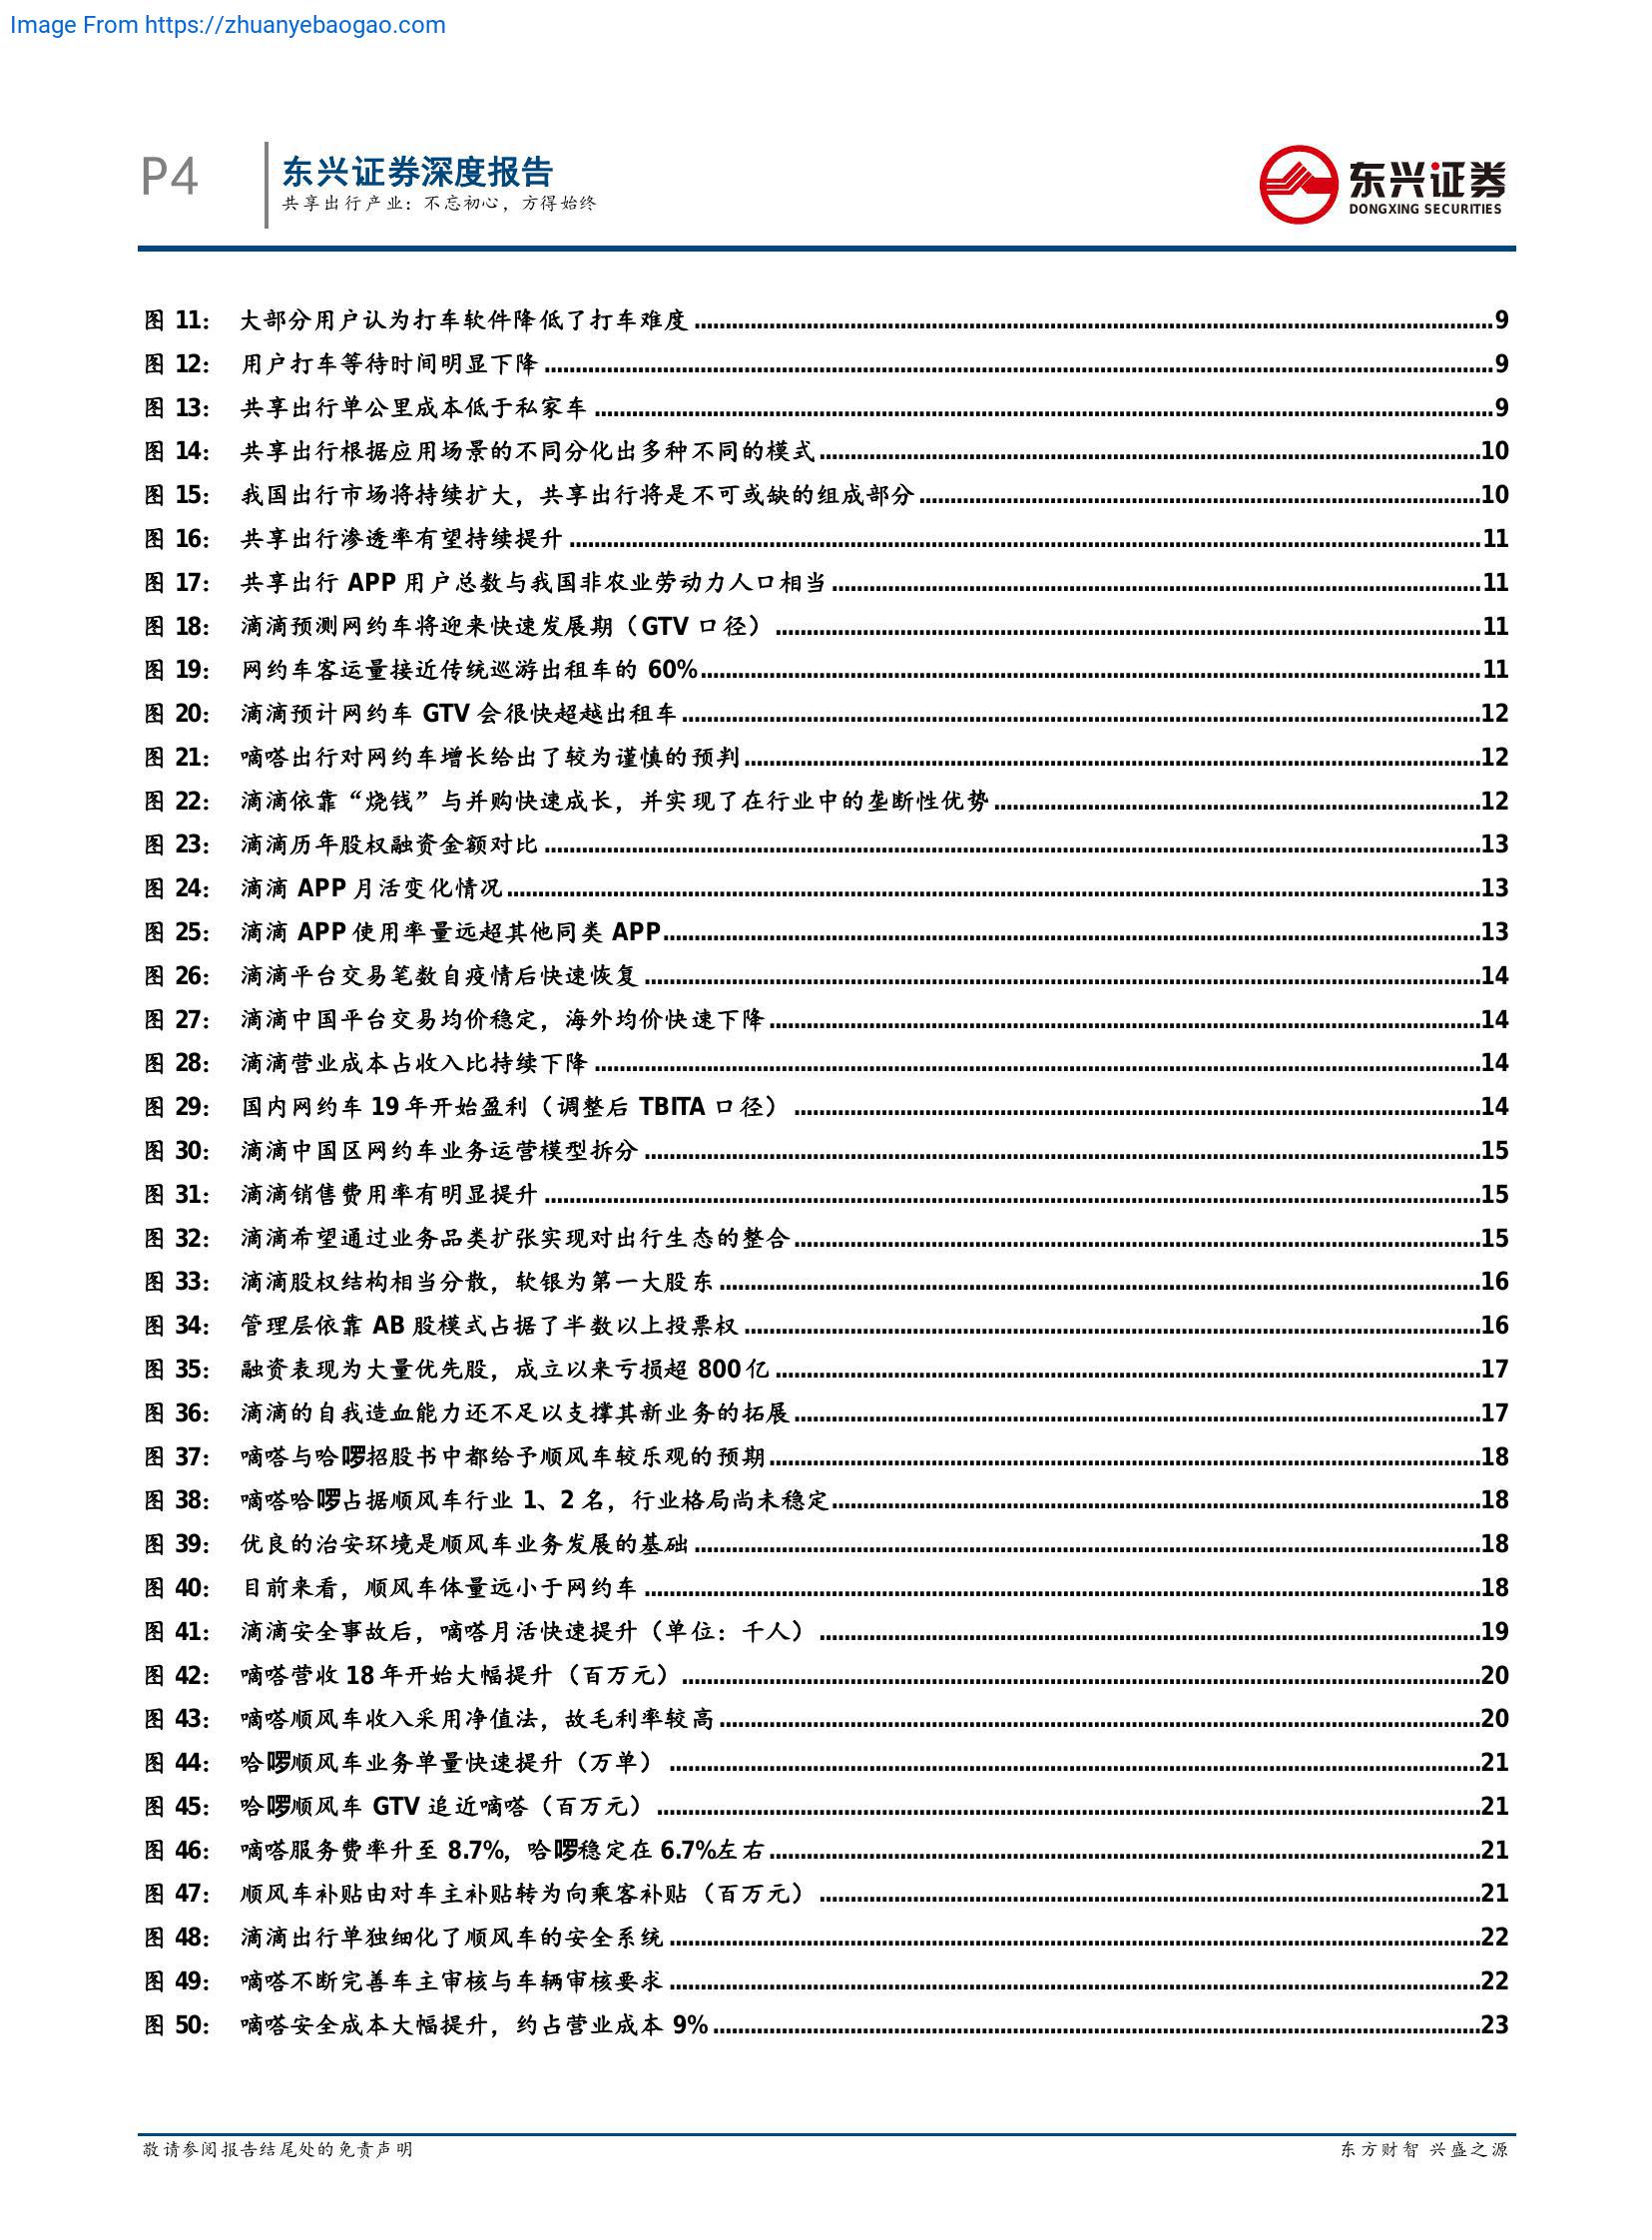 Image From https://zhuanyebaogao.com
P4
东兴证券深度报告
共享出行产业：不忘初心，方得始终
东兴证券
DONGXING SECURITIES
图 11： 大部分用户认为打车软件降低了打车难度 9
图 12： 用户打车等待时间明显下降 9
图 13： 共享出行单公里成本低于私家车 9
图 14： 共享出行根据应用场景的不同分化出多种不同的模式 10
图 15： 我国出行市场将持续扩大，共享出行将是不可或缺的组成部分 10
图 16： 共享出行渗透率有望持续提升 11
图 17： 共享出行 APP 用户总数与我国非农业劳动力人口相当 11
图 18： 滴滴预测网约车将迎来快速发展期（GTV 口径） 11
图 19： 网约车客运量接近传统巡游出租车的 60% 11
图 20： 滴滴预计网约车 GTV 会很快超越出租车 12
图 21： 嘀嗒出行对网约车增长给出了较为谨慎的预判 12
图 22： 滴滴依靠“烧钱”与并购快速成长，并实现了在行业中的垄断性优势 12
图 23： 滴滴历年股权融资金额对比 13
图 24： 滴滴 APP 月活变化情况 13
图 25： 滴滴 APP 使用率量远超其他同类 APP 13
图 26： 滴滴平台交易笔数自疫情后快速恢复 14
图 27： 滴滴中国平台交易均价稳定，海外均价快速下降 14
图 28： 滴滴营业成本占收入比持续下降 14
图 29： 国内网约车 19 年开始盈利（调整后 TBITA 口径） 14
图 30： 滴滴中国区网约车业务运营模型拆分 15
图 31： 滴滴销售费用率有明显提升 15
图 32： 滴滴希望通过业务品类扩张实现对出行生态的整合 15
图 33： 滴滴股权结构相当分散，软银为第一大股东 16
图 34： 管理层依靠 AB 股模式占据了半数以上投票权 16
图 35： 融资表现为大量优先股，成立以来亏损超 800 亿 17
图 36： 滴滴的自我造血能力还不足以支撑其新业务的拓展 17
图 37： 嘀嗒与哈啰招股书中都给予顺风车较乐观的预期 18
图 38： 嘀嗒哈啰占据顺风车行业 1、2 名，行业格局尚未稳定 18
图 39： 优良的治安环境是顺风车业务发展的基础 18
图 40： 目前来看，顺风车体量远小于网约车 18
图 41： 滴滴安全事故后，嘀嗒月活快速提升（单位：千人） 19
图 42： 嘀嗒营收 18 年开始大幅提升（百万元） 20
图 43： 嘀嗒顺风车收入采用净值法，故毛利率较高 20
图 44： 哈啰顺风车业务单量快速提升（万单） 21
图 45： 哈啰顺风车 GTV 追近嘀嗒（百万元） 21
图 46： 嘀嗒服务费率升至 8.7%，哈啰稳定在 6.7%左右 21
图 47： 顺风车补贴由对车主补贴转为向乘客补贴（百万元） 21
图 48： 滴滴出行单独细化了顺风车的安全系统 22
图 49： 嘀嗒不断完善车主审核与车辆审核要求 22
图 50： 嘀嗒安全成本大幅提升，约占营业成本 9% 23
敬请参阅报告结尾处的免责声明
东方财智 兴盛之源